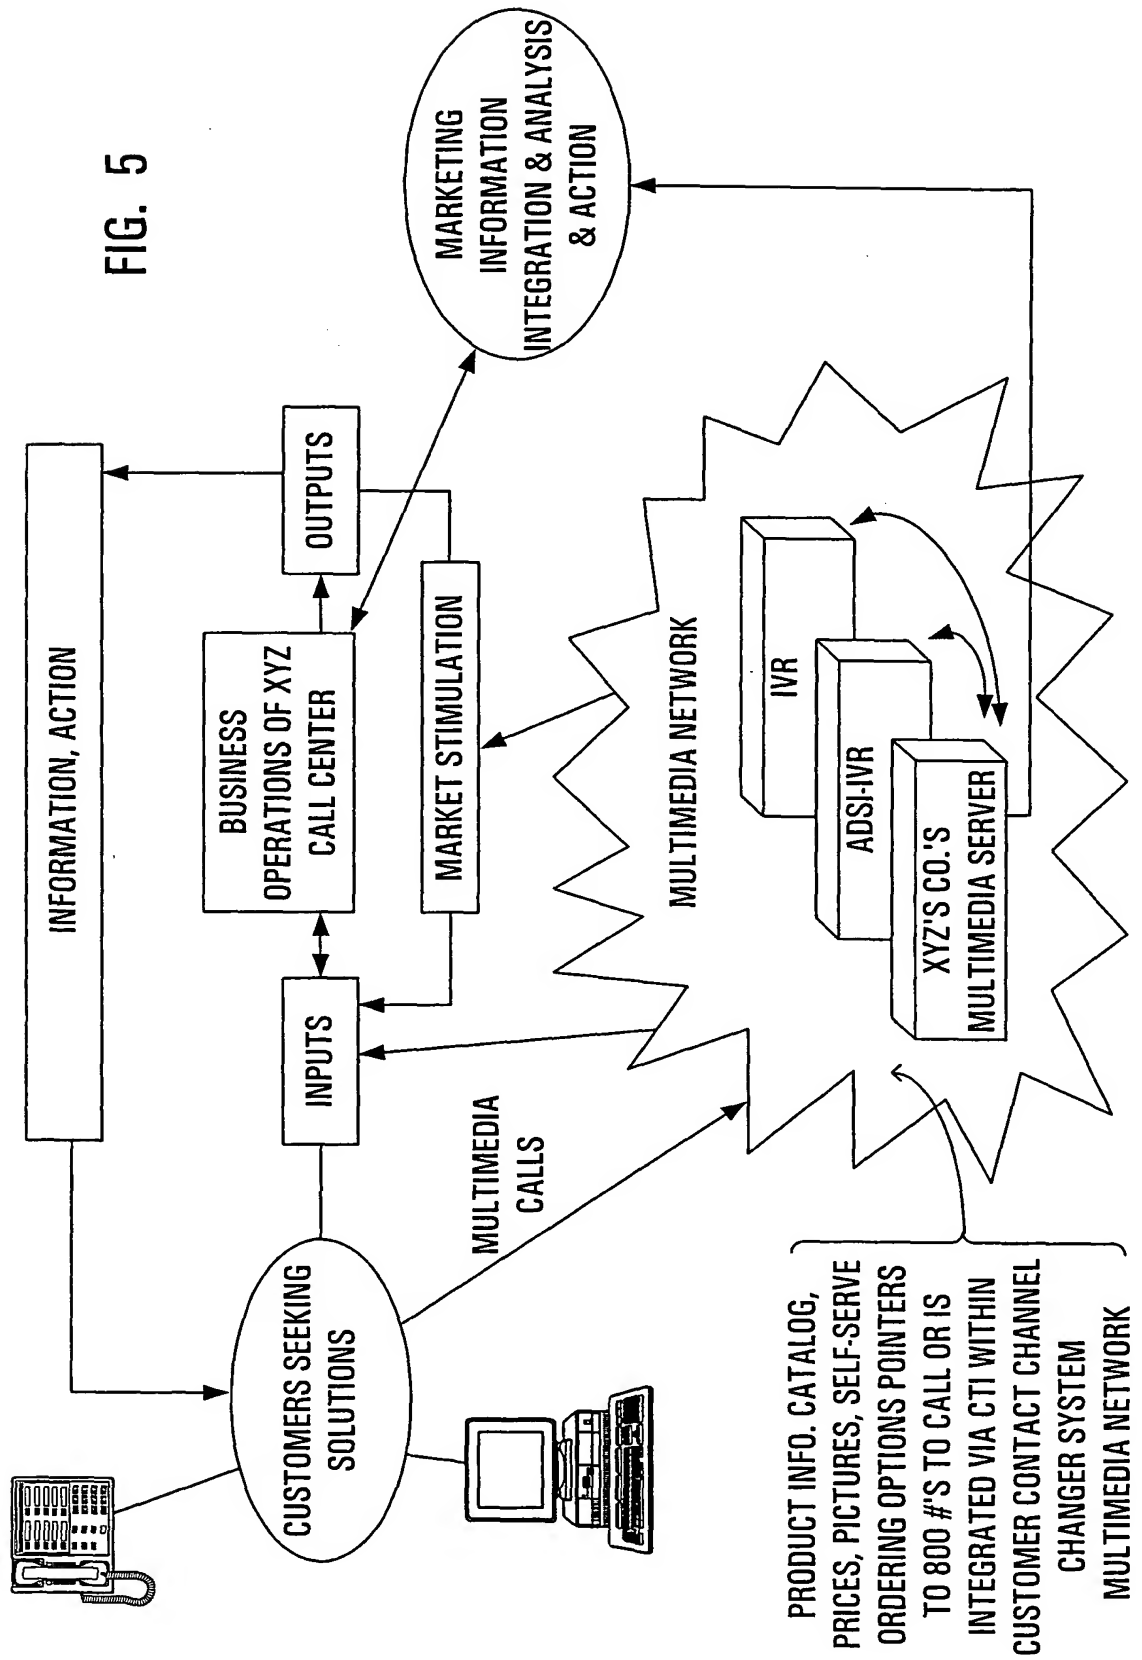 FIG. 5
INFORMATION, ACTION
BUSINESS
OPERATIONS OF XYZ
CALL CENTER
INPUTS
OUTPUTS
MARKET STIMULATION
CUSTOMERS SEEKING
SOLUTIONS
MULTIMEDIA
CALLS
MARKETING
INFORMATION
INTEGRATION & ANALYSIS
& ACTION
MULTIMEDIA NETWORK
IVR
ADSI-IVR
XYZ'S CO.'S
MULTIMEDIA SERVER
PRODUCT INFO. CATALOG,
PRICES, PICTURES, SELF-SERVE
ORDERING OPTIONS POINTERS
TO 800 #'S TO CALL OR IS
INTEGRATED VIA CTI WITHIN
CUSTOMER CONTACT CHANNEL
CHANGER SYSTEM
MULTIMEDIA NETWORK